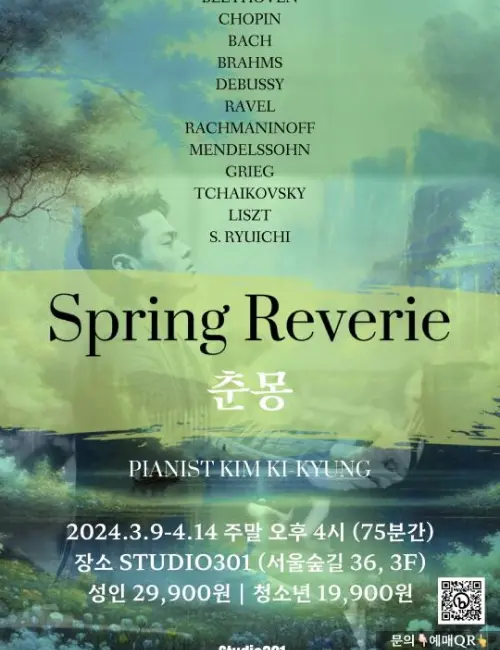 BEETHOVEN
CHOPIN
BACH
BRAHMS
DEBUSSY
RAVEL
RACHMANINOFF
MENDELSSOHN
GRIEG
TCHAIKOVSKY
LISZT
S. RYUICHI
Spring Reverie
춘몽
PIANIST KIM KI-KYUNG
2024.3.9-4.14 주말 오후 4시 (75분간)
장소 STUDIO301 (서울숲길 36, 3F)
성인 29,900원 | 청소년 19,900원
문의👇🏻예매QR👆
Studio301